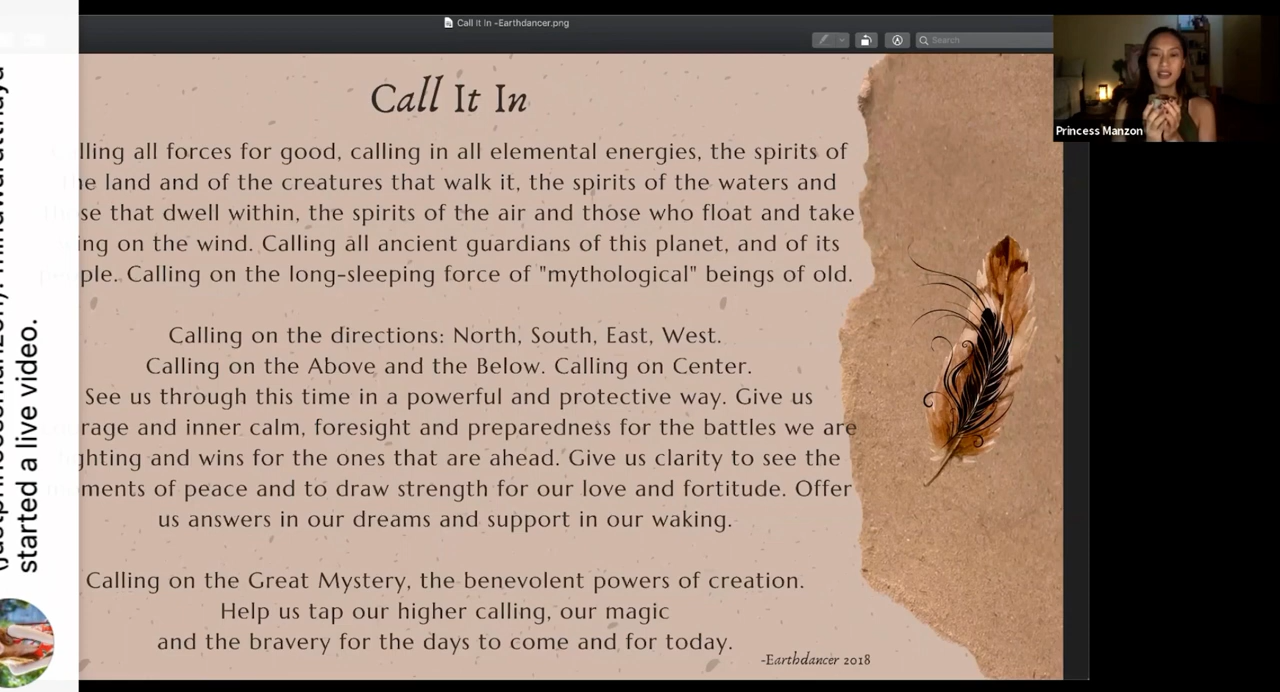 Call It In -Earthdancer.png
Search
Princess Manzon
Call It In
lling all forces for good, calling in all elemental energies, the spirits of
the land and of the creatures that walk it, the spirits of the waters and
those that dwell within, the spirits of the air and those who float and take
wing on the wind. Calling all ancient guardians of this planet, and of its
people. Calling on the long-sleeping force of "mythological" beings of old.
Calling on the directions: North, South, East, West.
Calling on the Above and the Below. Calling on Center.
See us through this time in a powerful and protective way. Give us
courage and inner calm, foresight and preparedness for the battles we are
fighting and wins for the ones that are ahead. Give us clarity to see the
moments of peace and to draw strength for our love and fortitude. Offer
us answers in our dreams and support in our waking.
Calling on the Great Mystery, the benevolent powers of creation.
Help us tap our higher calling, our magic
and the bravery for the days to come and for today.
-Earthdancer 2018
started a live video.